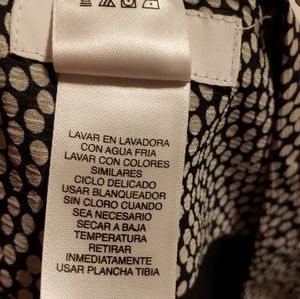 LAVAR EN LAVADORA
CON AGUA FRIA
LAVAR CON COLORES
SIMILARES
CICLO DELICADO
USAR BLANQUEADOR
SIN CLORO CUANDO
SEA NECESARIO
SECAR A BAJA
TEMPERATURA
RETIRAR
INMEDIATAMENTE
USAR PLANCHA TIBIA